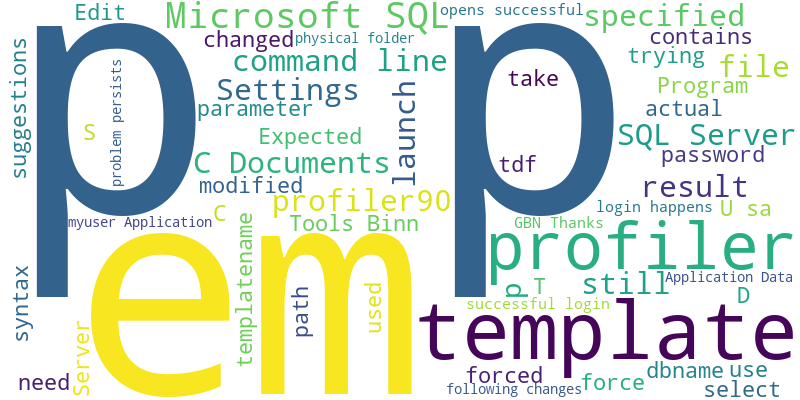 Edit
Microsoft SQL
opens successful
specified
changed
physical folder
contains
suggestions
p
p
command line
trying
file
problem persists
Settings
launch
take
Program
parameter
actual
S
Expected
SQL Server
C Documents
tdf
password
modified
result
profiler90
login happens
U sa
C
myuser Application
Tools Binn
GBN Thanks
templatename
em
profiler
syntax
path
used
still
Application Data
p
T
D
successful login
template
Server
need
forced
force
dbname
use
following changes
select